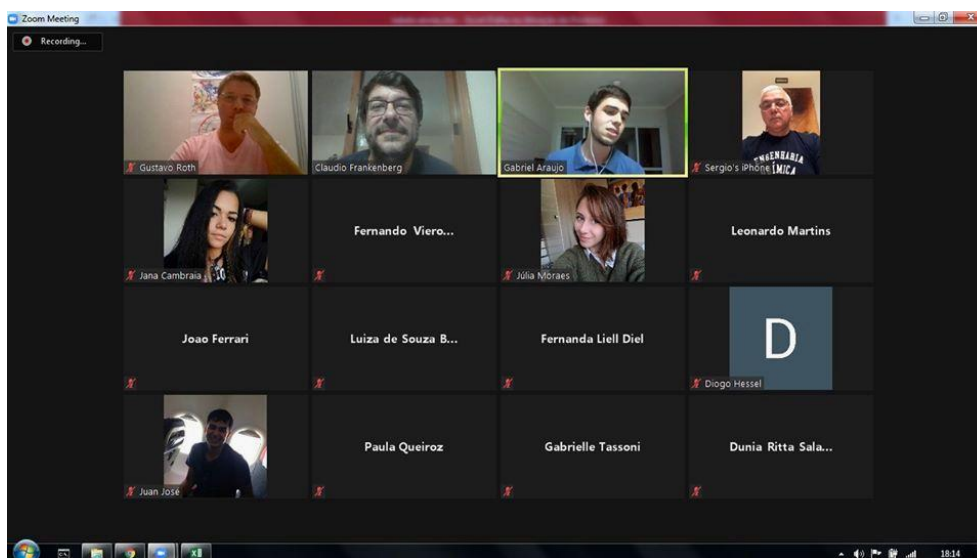 Zoom Meeting
Recording...
Gustavo Roth
Claudio Frankenberg
Gabriel Araujo
Sergio's iPhone
ENGENHARIA
Jana Cambraia
Fernando Viero...
Júlia Moraes
Leonardo Martins
Joao Ferrari
Luiza de Souza B...
Fernanda Liell Diel
D
Diogo Hessel
Juan José
Paula Queiroz
Gabrielle Tassoni
Dunia Ritta Sala...
18:14